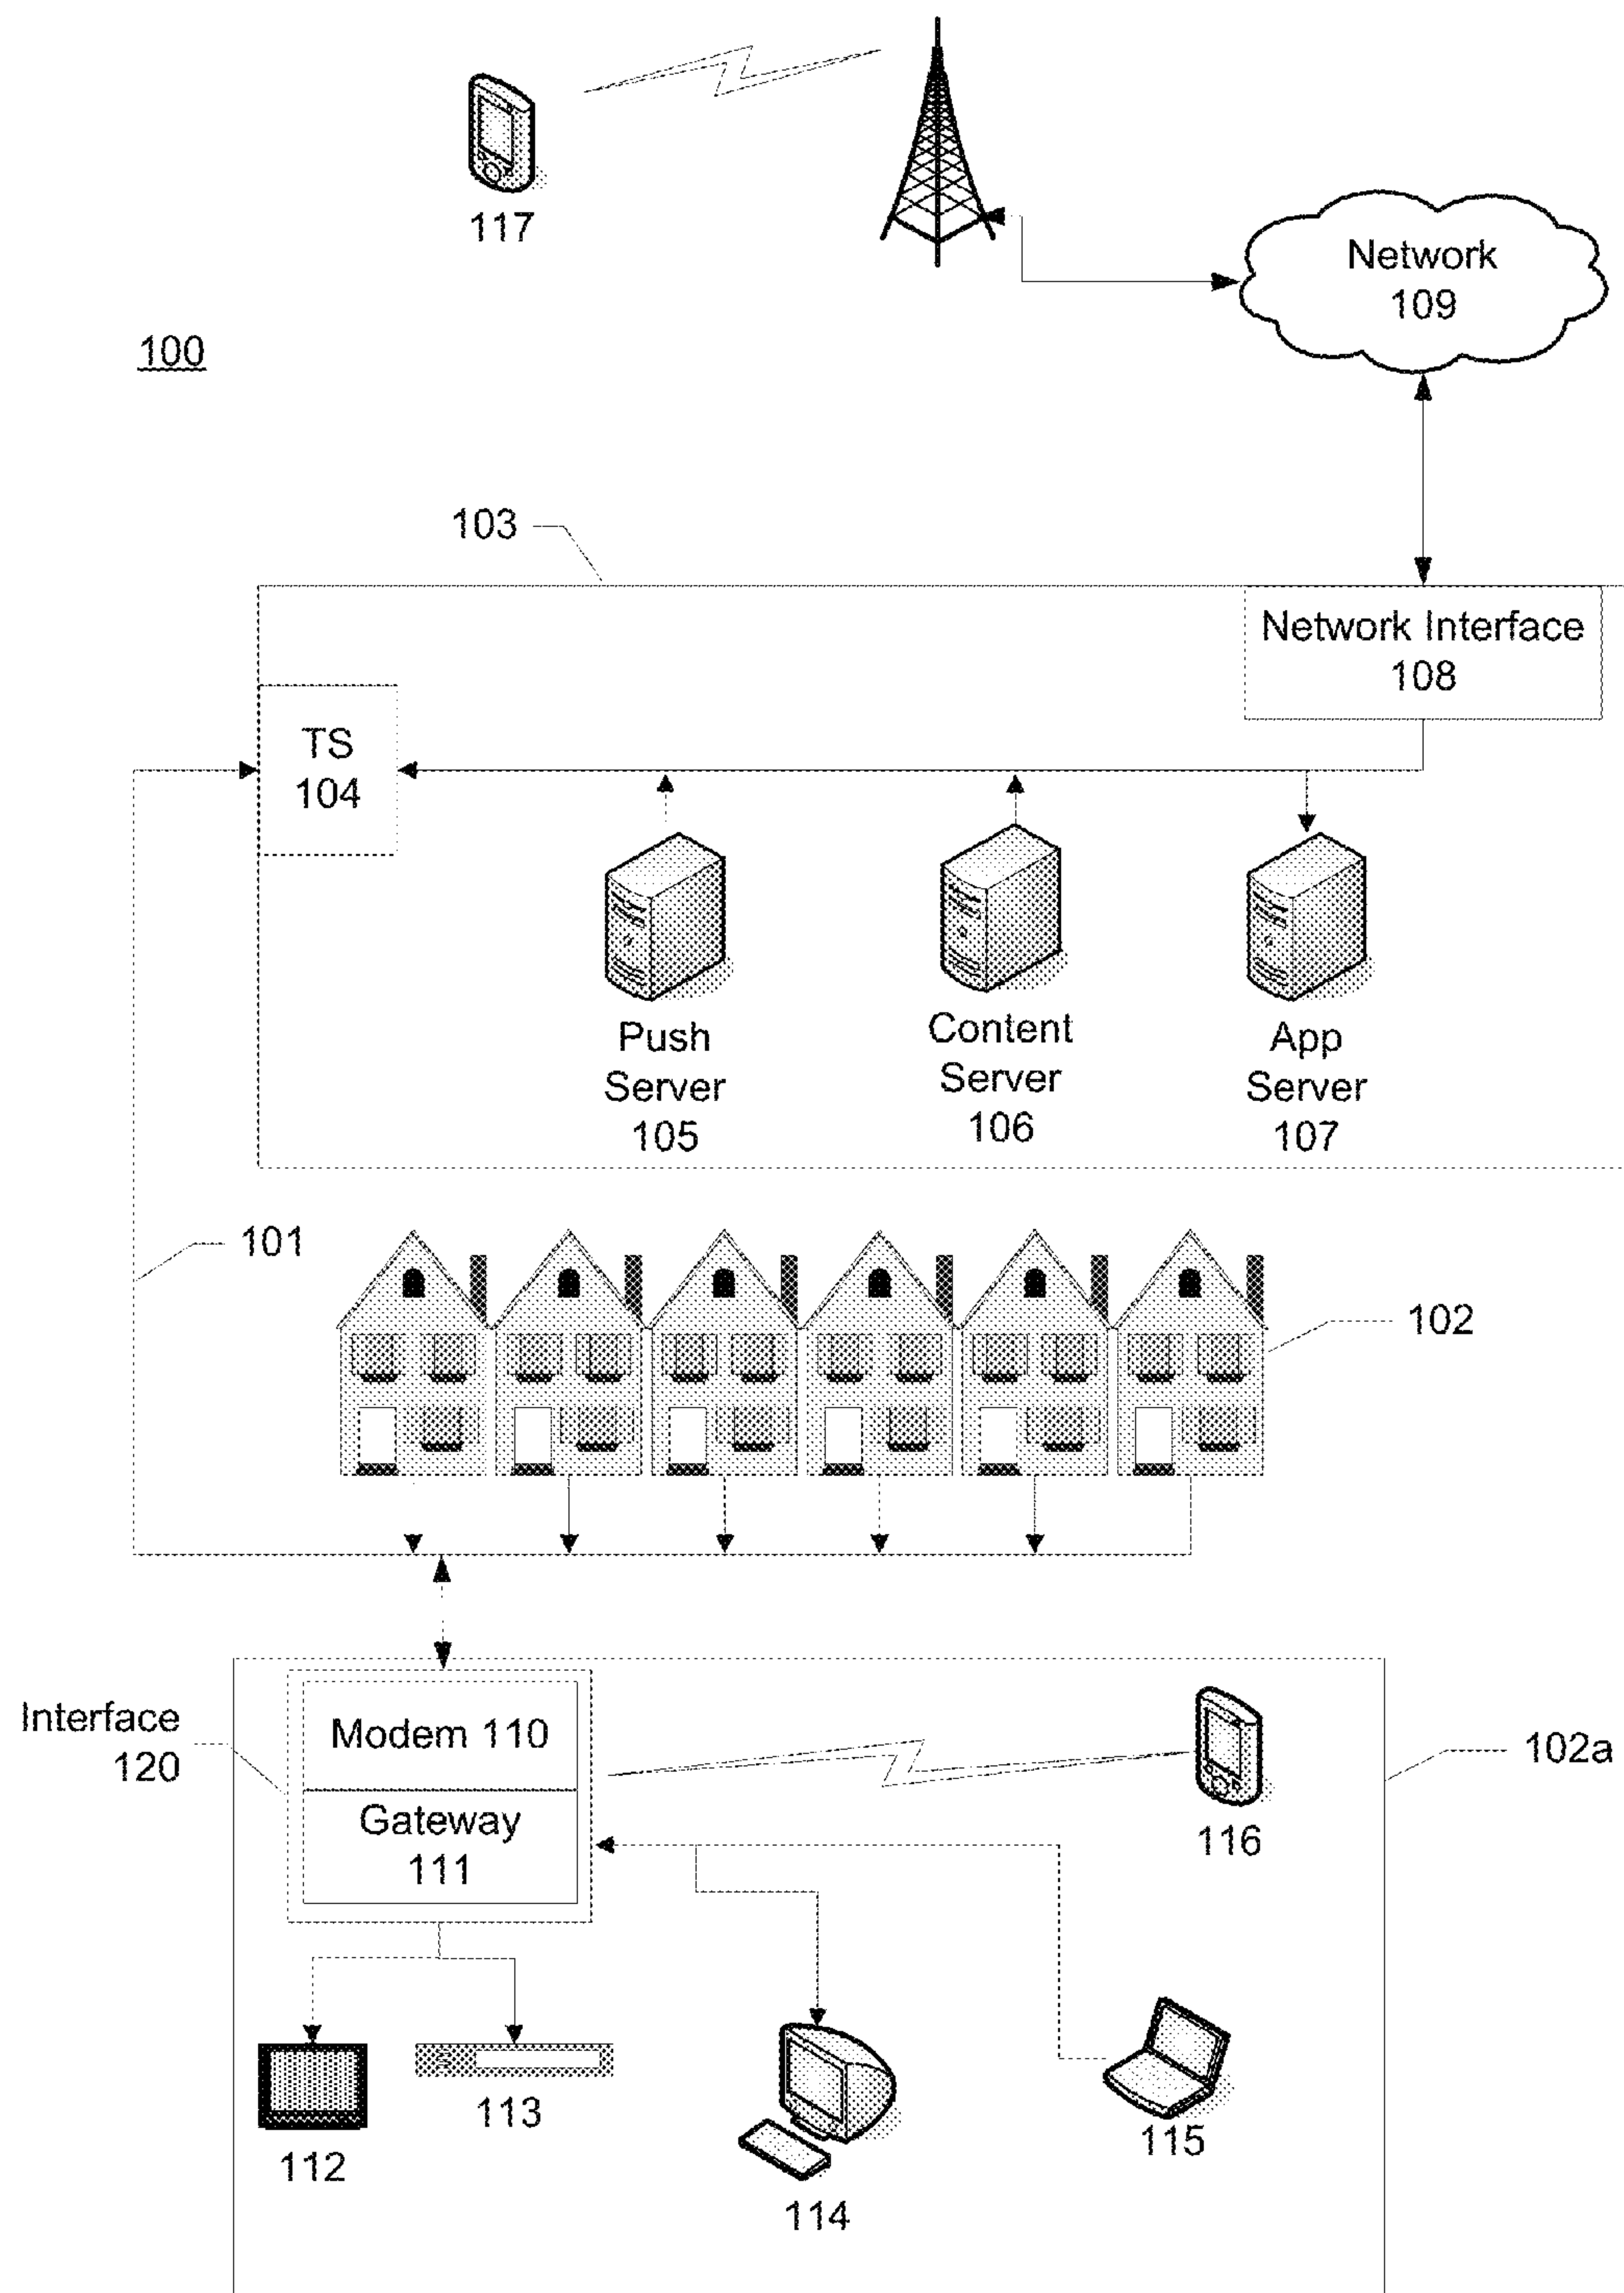 117
Network
109
100
103
Network Interface
108
TS
104
Push
Server
105
Content
Server
106
App
Server
107
101
102
Interface
120
Modem 110
Gateway
111
102a
116
112
113
114
115